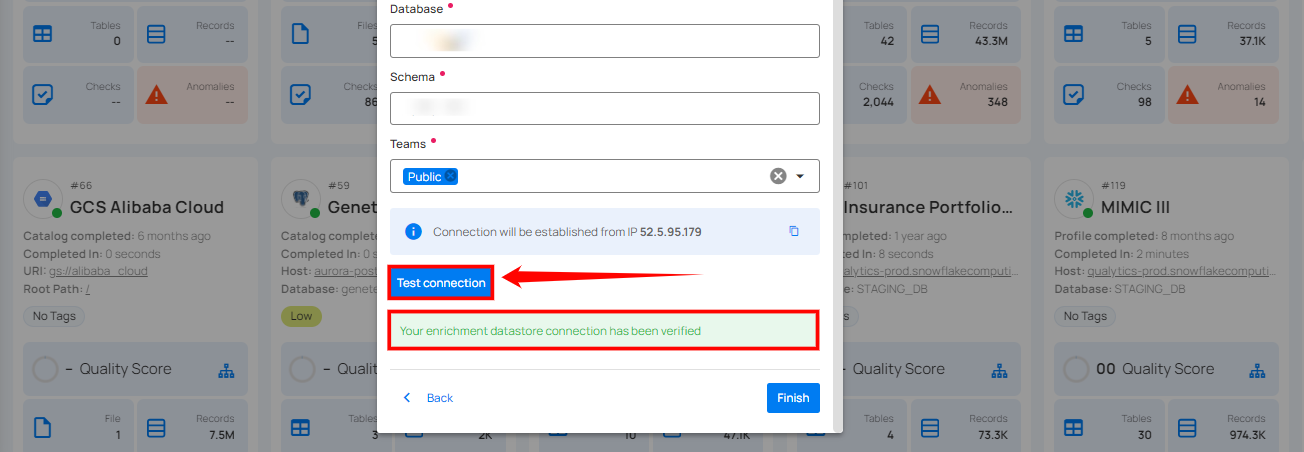 Tables
0
Records
--
Checks
--
Anomalies
--
Files
5
Checks
86
Database
Schema
Teams
Public
Connection will be established from IP 52.5.95.179
Test connection
Your enrichment datastore connection has been verified
Back
Finish
Tables
42
Records
43.3M
Checks
2,044
Anomalies
348
Tables
5
Records
37.1K
Checks
98
Anomalies
14
#66
GCS Alibaba Cloud
Catalog completed: 6 months ago
Completed In: 0 seconds
URI: gs://alibaba_cloud
Root Path: /
No Tags
– Quality Score
File
1
Records
7.5M
#59
Genet
Catalog comp
Completed In: 0
Host: aurora-post
Database: genet
Low
– Quali
Tables
3
2K
10
47.1K
#101
Insurance Portfolio...
completed: 1 year ago
In: 8 seconds
alytics-prod.snowflakecomputi...
STAGING_DB
Quality Score
Tables
4
Records
73.3K
#119
MIMIC III
Profile completed: 8 months ago
Completed In: 2 minutes
Host: qualytics-prod.snowflakecomputi...
Database: STAGING_DB
No Tags
00 Quality Score
Tables
30
Records
974.3K